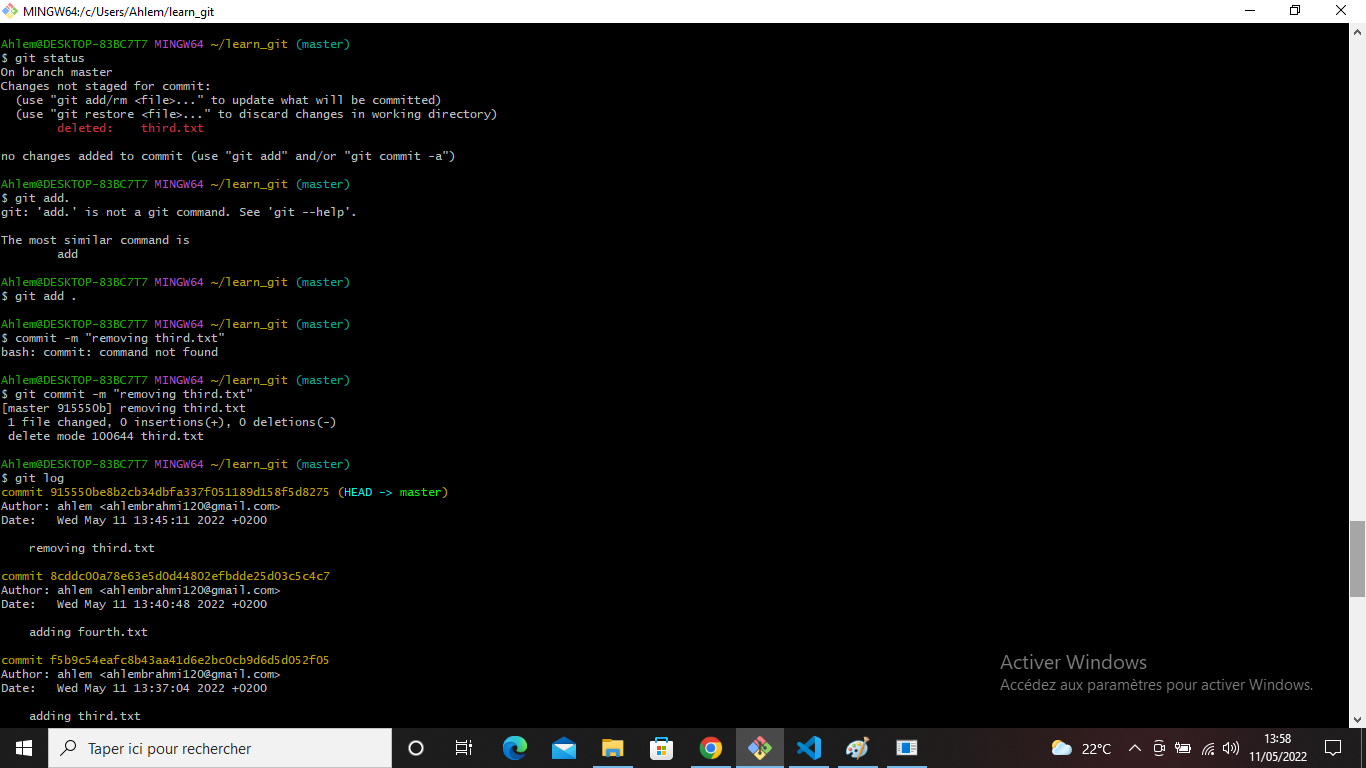 MINGW64:/c/Users/Ahlem/learn_git
Ahlem@DESKTOP-83BC7T7 MINGW64 ~/learn_git (master)
$ git status
On branch master
Changes not staged for commit:
  (use "git add/rm <file>..." to update what will be committed)
  (use "git restore <file>..." to discard changes in working directory)
        deleted:    third.txt
no changes added to commit (use "git add" and/or "git commit -a")
Ahlem@DESKTOP-83BC7T7 MINGW64 ~/learn_git (master)
$ git add.
git: 'add.' is not a git command. See 'git --help'.
The most similar command is
        add
Ahlem@DESKTOP-83BC7T7 MINGW64 ~/learn_git (master)
$ git add .
Ahlem@DESKTOP-83BC7T7 MINGW64 ~/learn_git (master)
$ commit -m "removing third.txt"
bash: commit: command not found
Ahlem@DESKTOP-83BC7T7 MINGW64 ~/learn_git (master)
$ git commit -m "removing third.txt"
[master 915550b] removing third.txt
 1 file changed, 0 insertions(+), 0 deletions(-)
 delete mode 100644 third.txt
Ahlem@DESKTOP-83BC7T7 MINGW64 ~/learn_git (master)
$ git log
commit 915550be8b2cb34dbfa337f051189d158f5d8275 (HEAD -> master)
Author: ahlem <ahlembrahmi120@gmail.com>
Date:   Wed May 11 13:45:11 2022 +0200
    removing third.txt
commit 8cddc00a78e63e5d0d44802efbdde25d03c5c4c7
Author: ahlem <ahlembrahmi120@gmail.com>
Date:   Wed May 11 13:40:48 2022 +0200
    adding fourth.txt
commit f5b9c54eafc8b43aa41d6e2bc0cb9d6d5d052f05
Author: ahlem <ahlembrahmi120@gmail.com>
Date:   Wed May 11 13:37:04 2022 +0200
    adding third.txt
Activer Windows
Accédez aux paramètres pour activer Windows.
Taper ici pour rechercher
22°C
13:58
11/05/2022